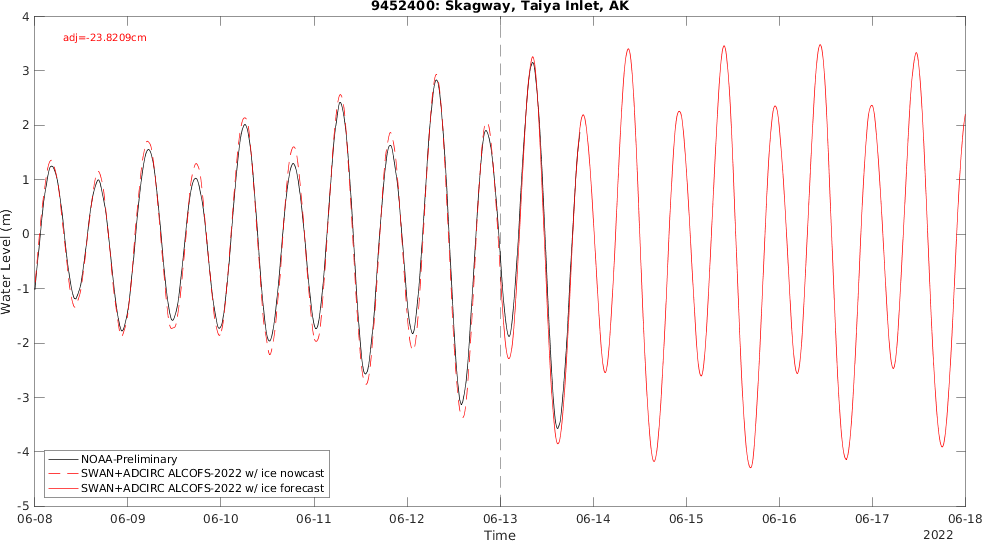 9452400: Skagway, Taiya Inlet, AK
adj=-23.8209cm
4
3
2
1
0
-1
-2
-3
-4
-5
Water Level (m)
NOAA-Preliminary
SWAN+ADCIRC ALCOFS-2022 w/ ice nowcast
SWAN+ADCIRC ALCOFS-2022 w/ ice forecast
06-08 06-09 06-10 06-11 06-12 06-13 06-14 06-15 06-16 06-17 06-18
Time
2022